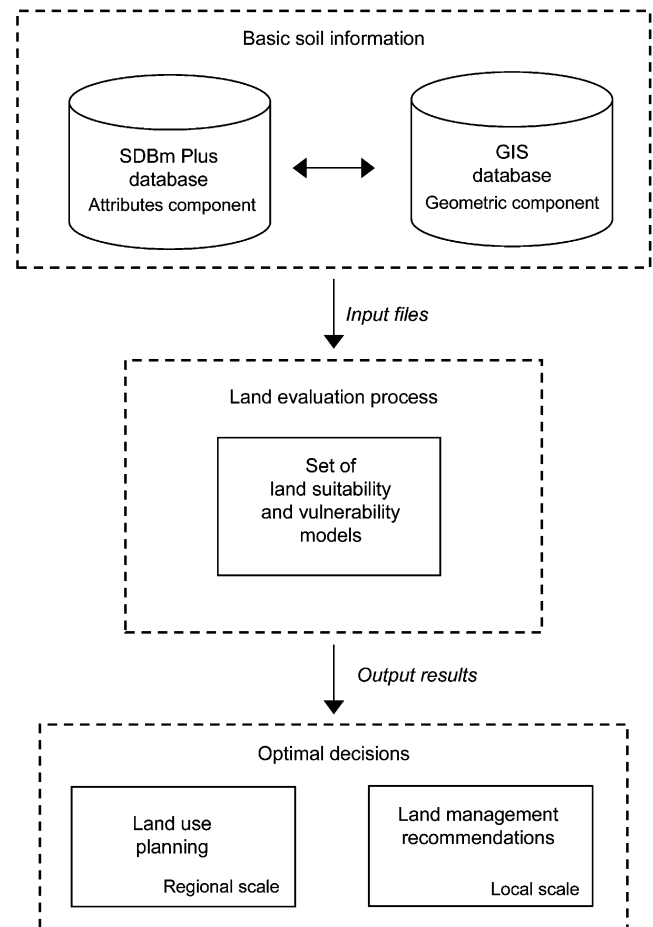 Basic soil information
SDBm Plus
database
Attributes component
GIS
database
Geometric component
Input files
Land evaluation process
Set of
land suitability
and vulnerability
models
Output results
Optimal decisions
Land use
planning
Regional scale
Land management
recommendations
Local scale